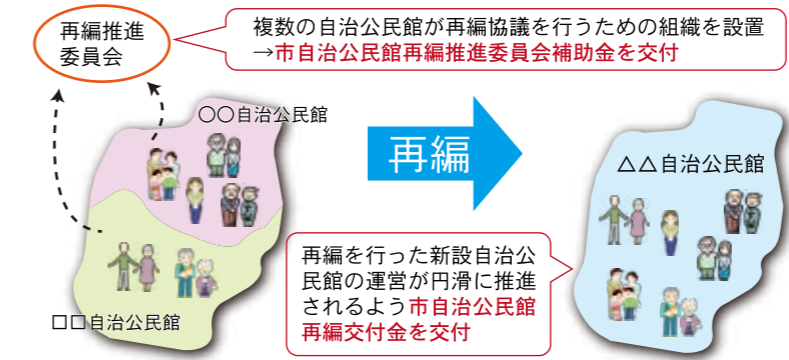 再編推進
委員会
複数の自治公民館が再編協議を行うための組織を設置
→市自治公民館再編推進委員会補助金を交付
〇〇自治公民館
再編
△△自治公民館
再編を行った新設自治公
民館の運営が円滑に推進
されるよう市自治公民館
再編交付金を交付
□□自治公民館